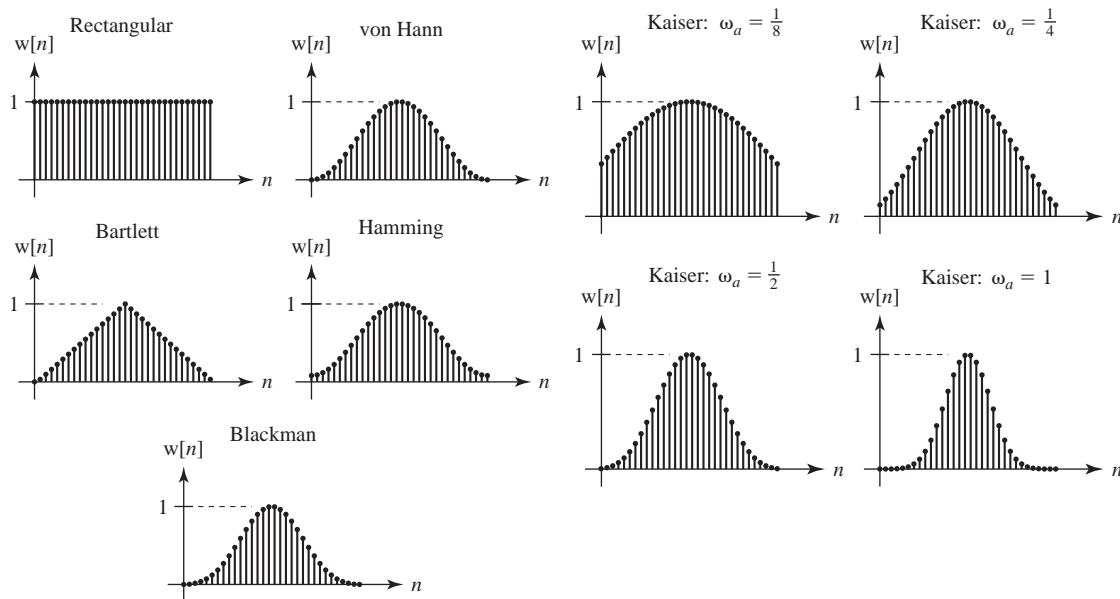 Rectangular
w[n]
1
n
von Hann
w[n]
1
n
Bartlett
w[n]
1
n
Hamming
w[n]
1
n
Blackman
w[n]
1
n
Kaiser: ωₐ = 1/8
w[n]
1
n
Kaiser: ωₐ = 1/4
w[n]
1
n
Kaiser: ωₐ = 1/2
w[n]
1
n
Kaiser: ωₐ = 1
w[n]
1
n